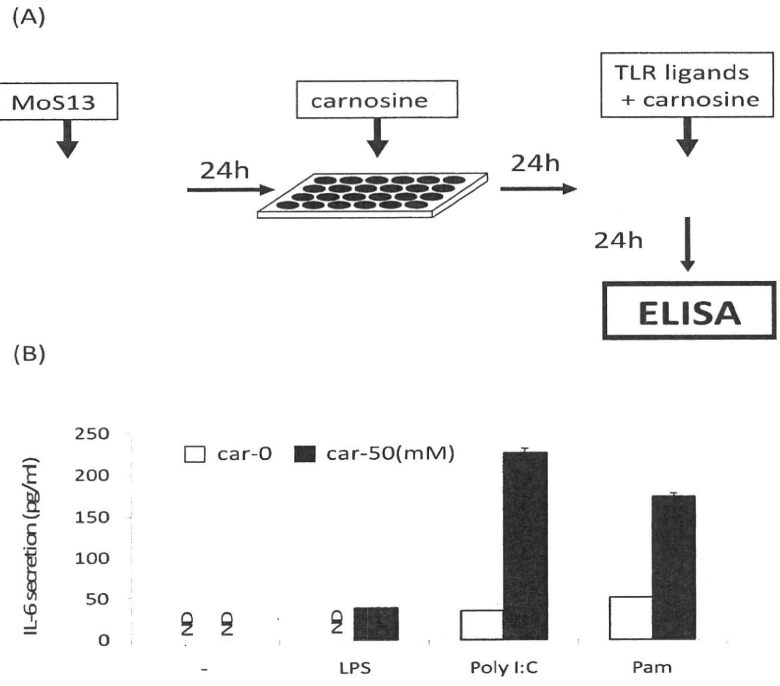 (A)
MoS13
carnosine
TLR ligands
+ carnosine
24h
24h
24h
ELISA
(B)
IL-6 secretion (pg/ml)
250
200
150
100
50
0
car-0
car-50(mM)
ND
ND
ND
-
LPS
Poly I:C
Pam